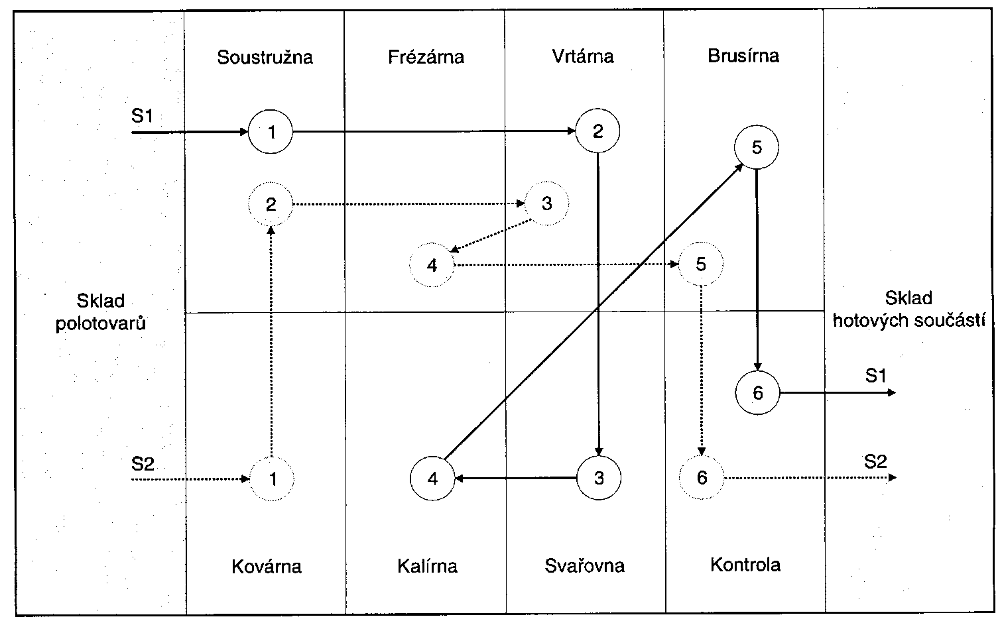 Soustružna
Frézárna
Vrtárna
Brusírna
S1
1
2
5
2
3
4
5
Sklad
polotovarů
Sklad
hotových součástí
S1
6
S2
1
4
3
6
S2
Kovárna
Kalírna
Svařovna
Kontrola